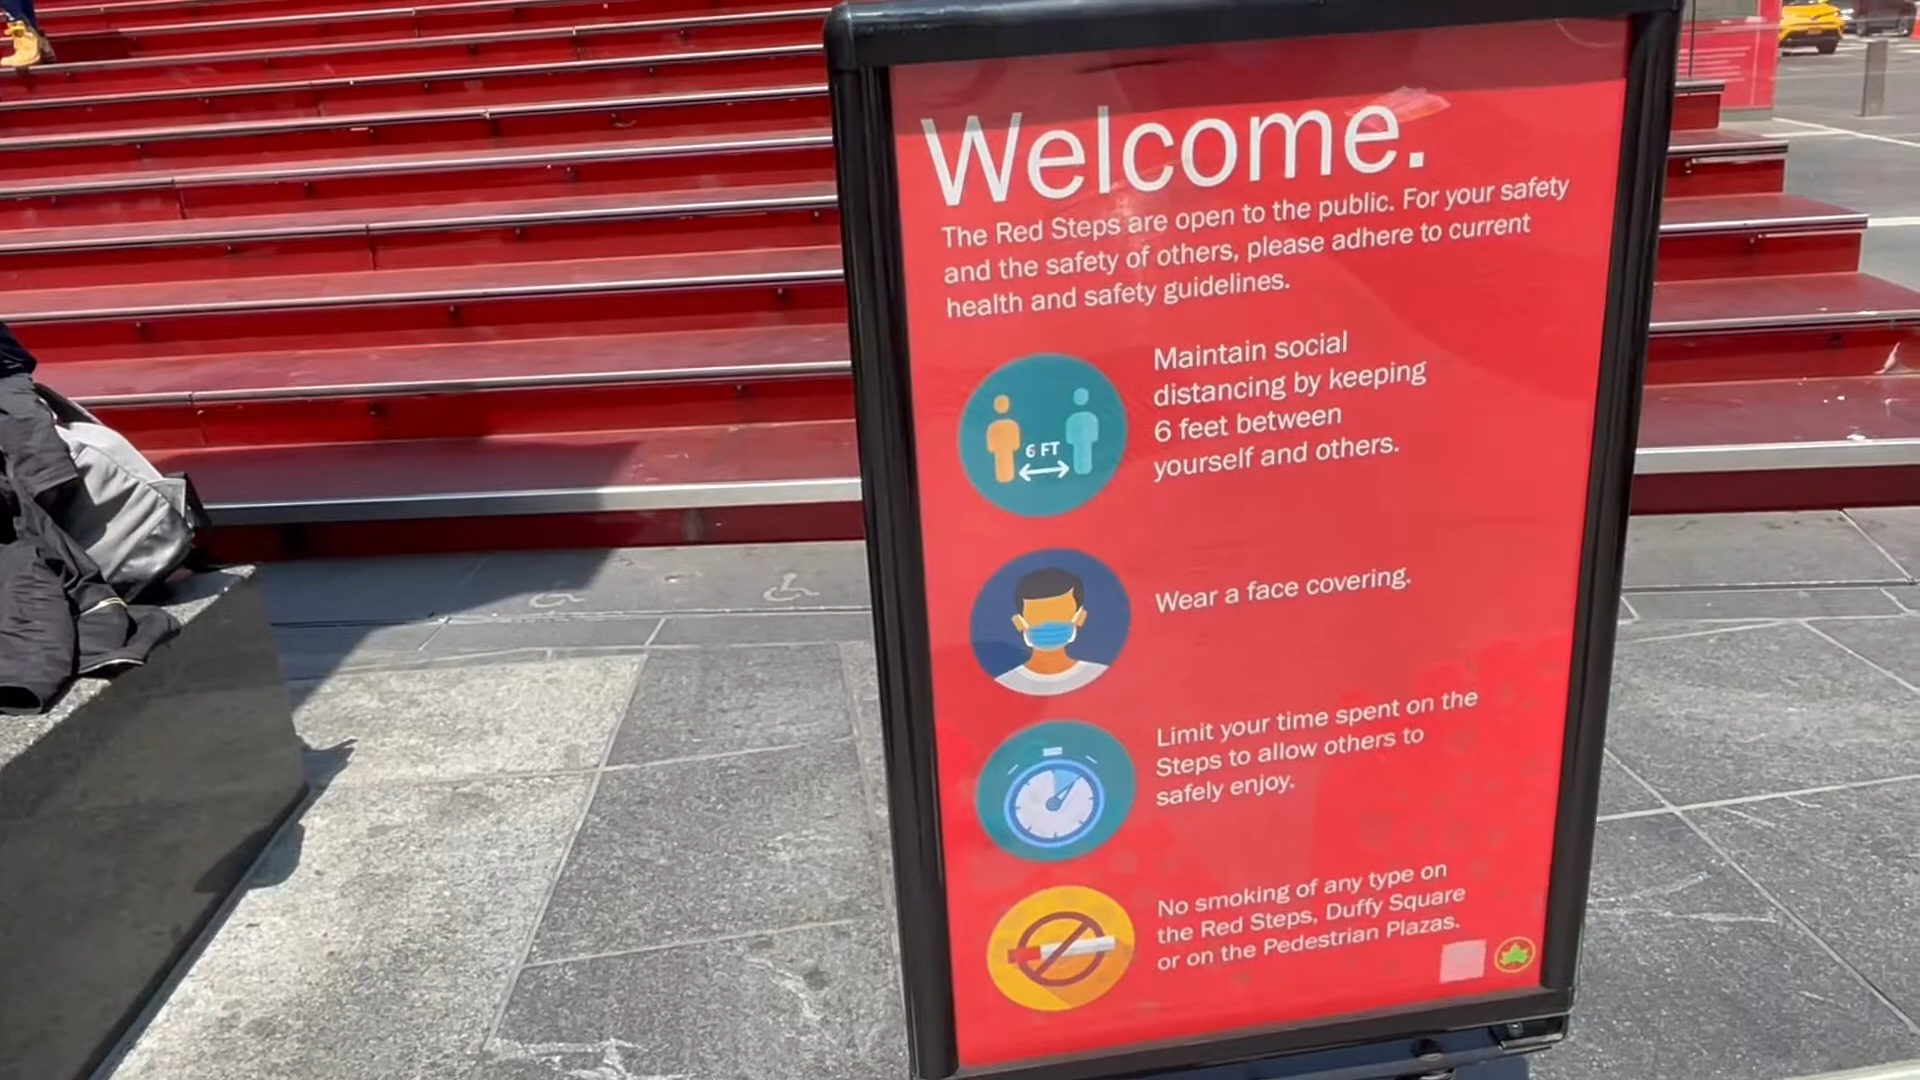 Welcome.
The Red Steps are open to the public. For your safety
and the safety of others, please adhere to current
health and safety guidelines.
Maintain social
distancing by keeping
6 feet between
yourself and others.
6 FT
Wear a face covering.
Limit your time spent on the
Steps to allow others to
safely enjoy.
No smoking of any type on
the Red Steps, Duffy Square
or on the Pedestrian Plazas.